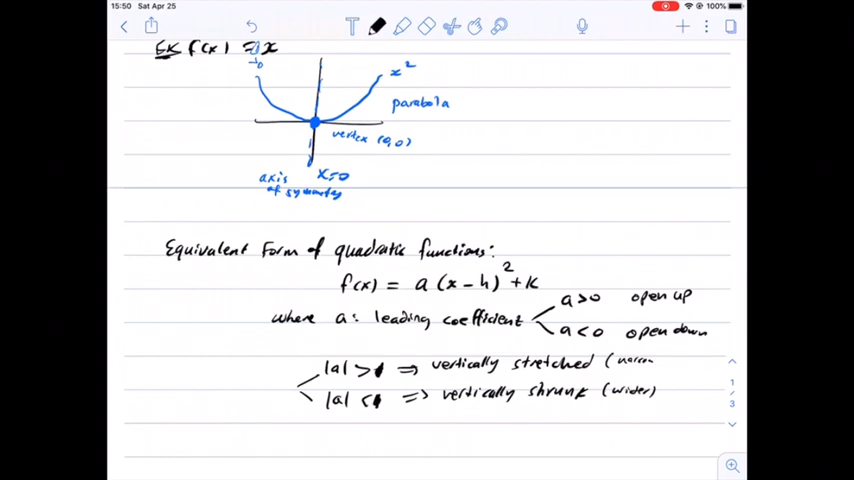 15:50 Sat Apr 25
100%
Ex f(x) = x
→0
x²
parabola
vertex (0,0)
x=0
axis
of symmetry
Equivalent Form of quadratic functions:
f(x) = a (x-h)² + k
where a: leading coefficient
a>0 open up
a<0 open down
|a| >1 ⇒ vertically stretched (narrow
|a| <1 ⇒ vertically shrunk (wider)
1
/
3